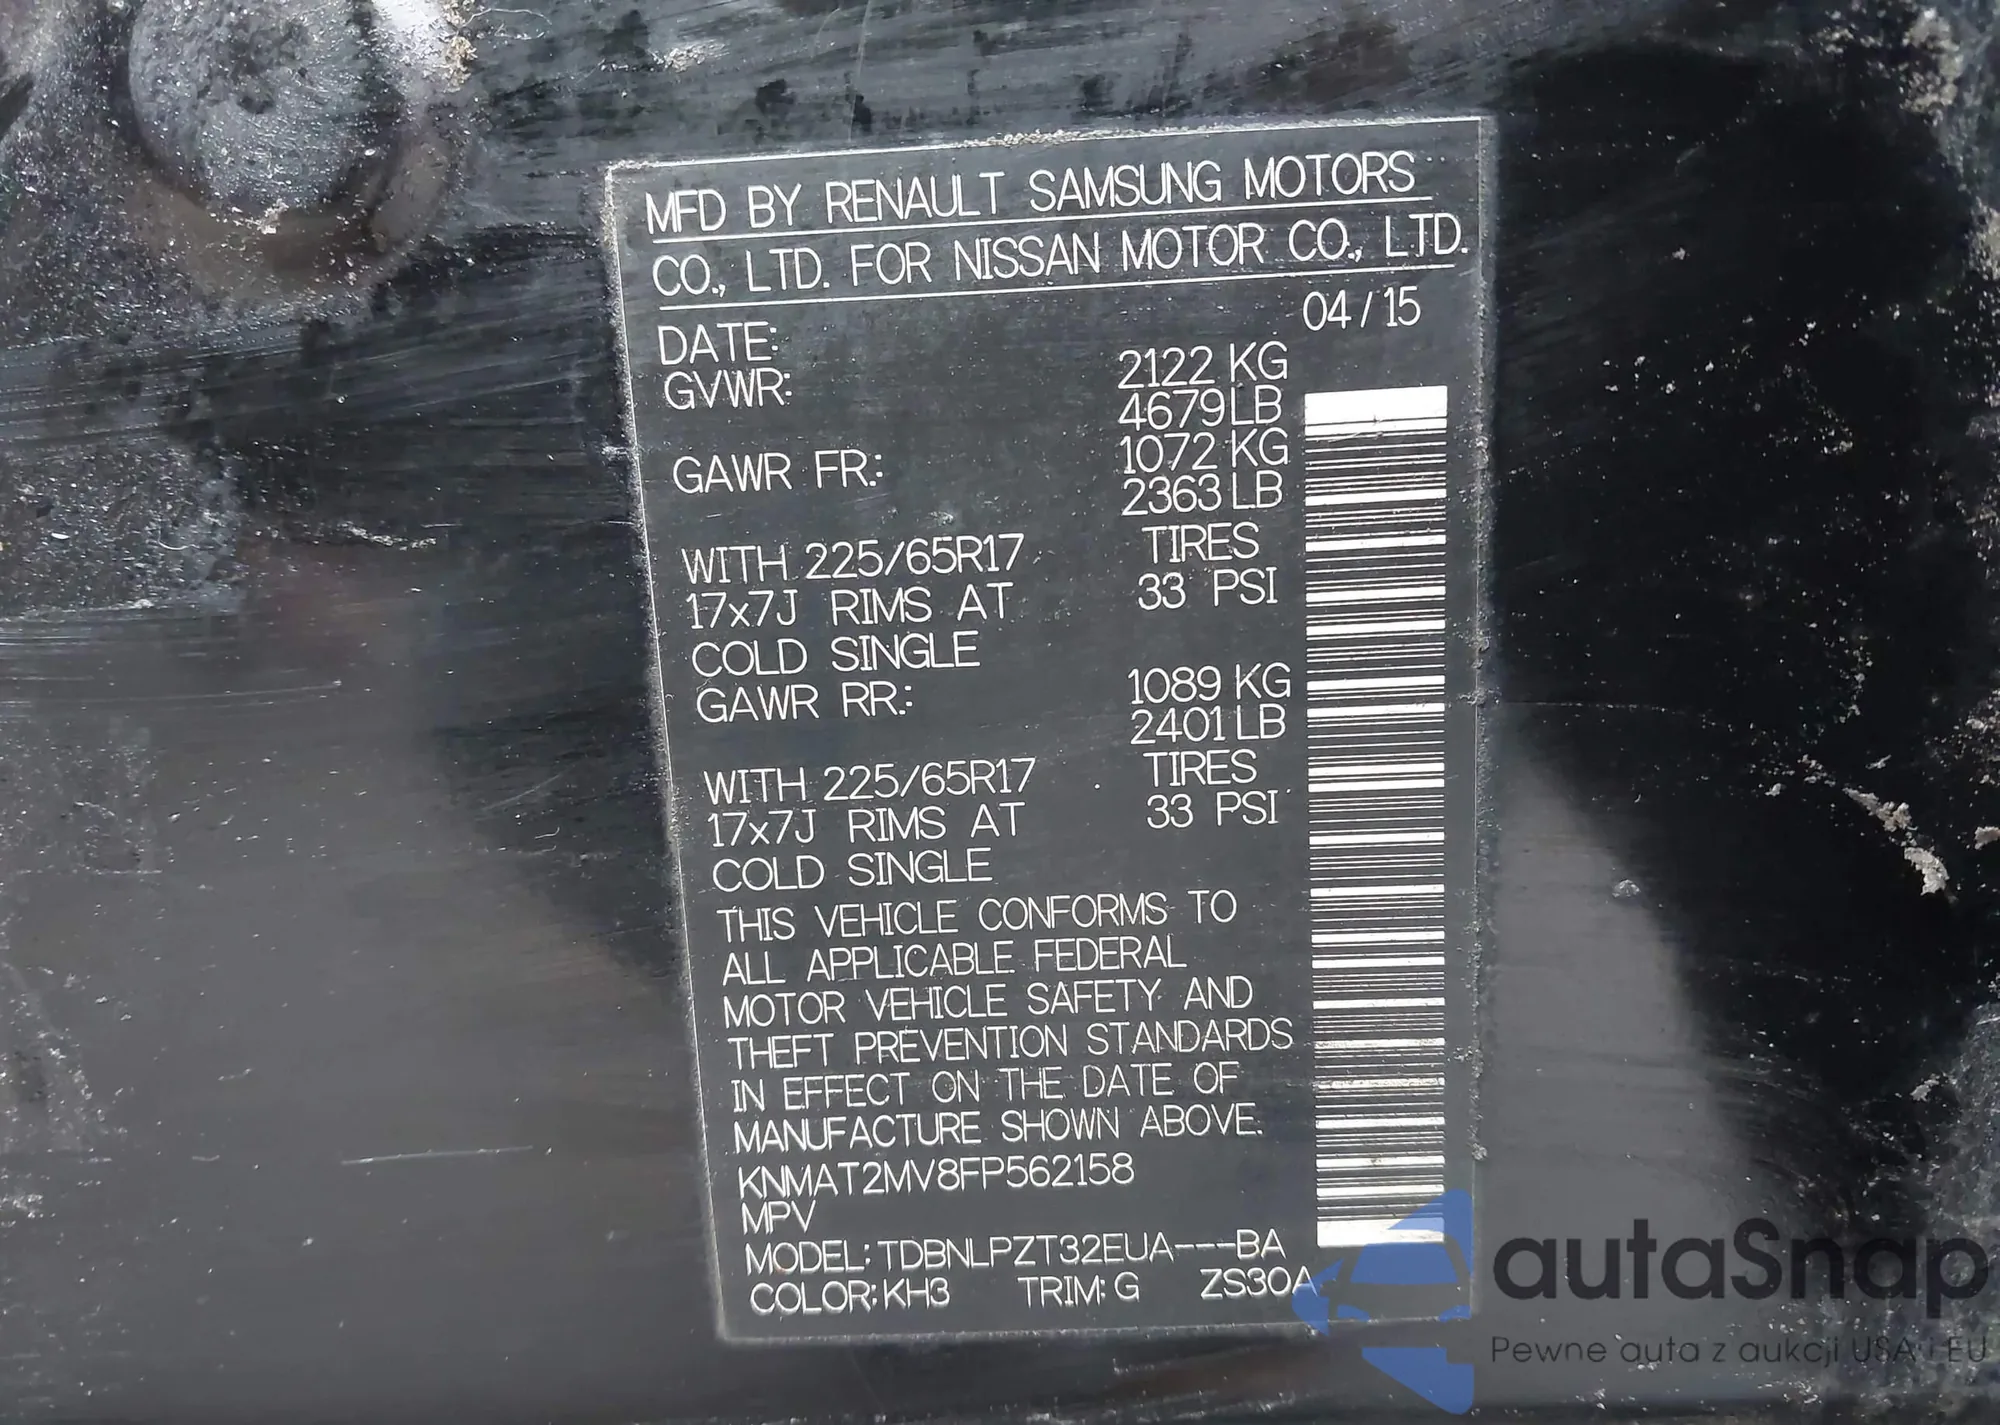 MFD BY RENAULT SAMSUNG MOTORS
CO., LTD. FOR NISSAN MOTOR CO., LTD.
DATE: 04/15
GVWR: 2122 KG
4679 LB
GAWR FR.: 1072 KG
2363 LB
WITH 225/65R17 TIRES
17x7J RIMS AT 33 PSI
COLD SINGLE
GAWR RR.: 1089 KG
2401 LB
WITH 225/65R17 TIRES
17x7J RIMS AT 33 PSI
COLD SINGLE
THIS VEHICLE CONFORMS TO
ALL APPLICABLE FEDERAL
MOTOR VEHICLE SAFETY AND
THEFT PREVENTION STANDARDS
IN EFFECT ON THE DATE OF
MANUFACTURE SHOWN ABOVE.
KNMAT2MV8FP562158
MPV
MODEL: TDBNLPZT32EUA---BA
COLOR: KH3 TRIM: G ZS30A
autaSnap
Pewne auta z aukcji USA i EU